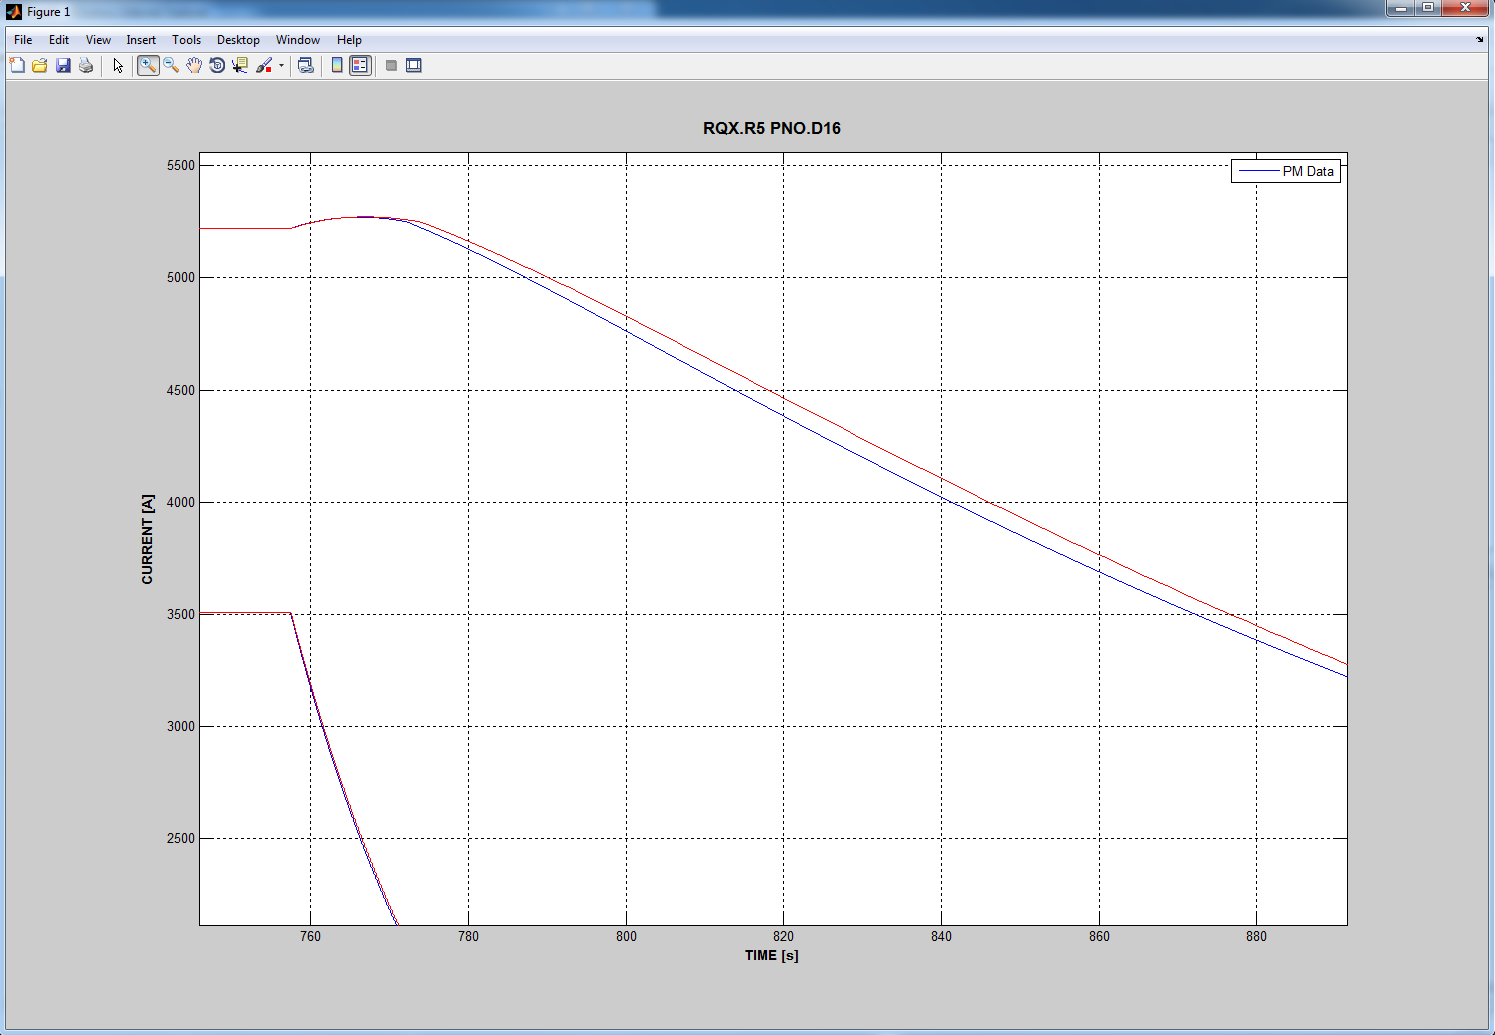 Figure 1
File Edit View Insert Tools Desktop Window Help
RQX.R5 PNO.D16
PM Data
5500
5000
4500
4000
3500
3000
2500
CURRENT [A]
760 780 800 820 840 860 880
TIME [s]